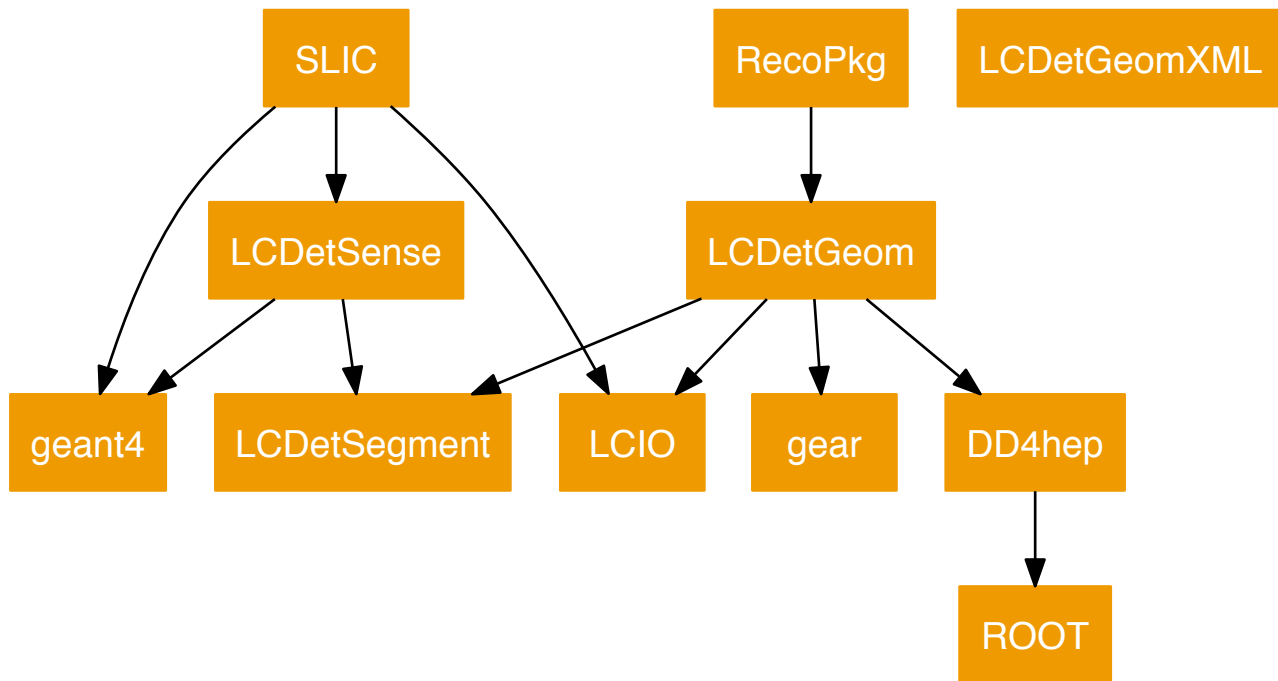 SLIC
RecoPkg
LCDetGeomXML
LCDetSense
LCDetGeom
geant4
LCDetSegment
LCIO
gear
DD4hep
ROOT